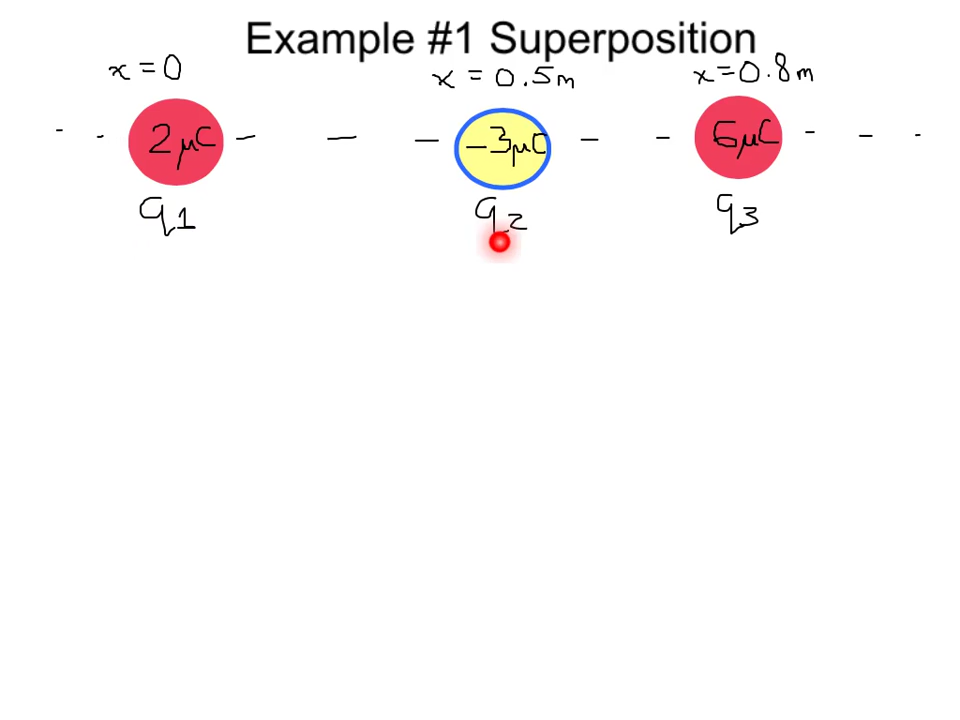 Example #1 Superposition
x = 0 x = 0.5m x=0.8m
2μC -3μC 6μC
q1 q2 q3